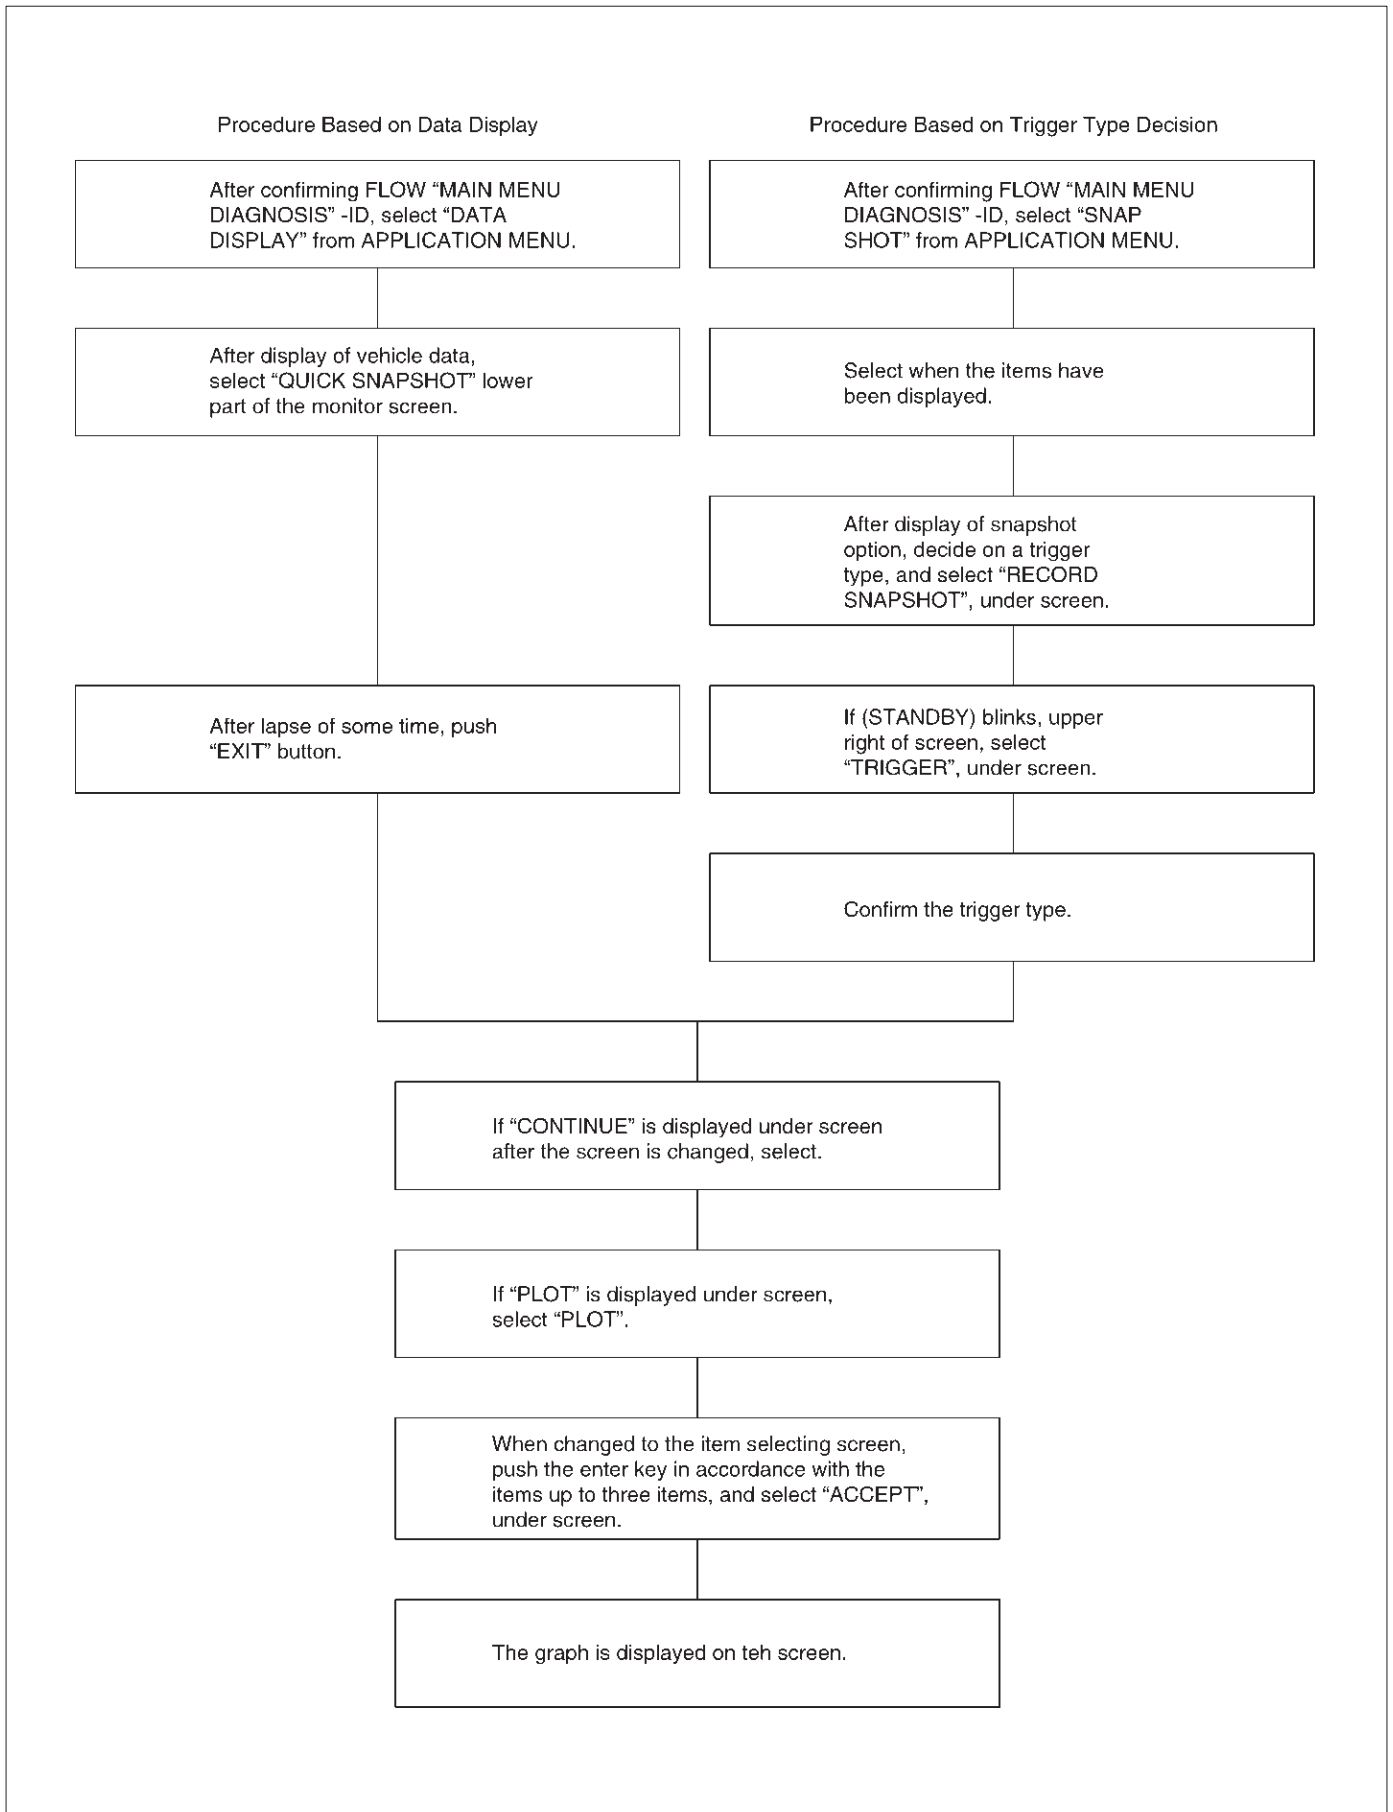 Procedure Based on Data Display
After confirming FLOW “MAIN MENU
DIAGNOSIS” -ID, select “DATA
DISPLAY” from APPLICATION MENU.
After display of vehicle data,
select “QUICK SNAPSHOT” lower
part of the monitor screen.
After lapse of some time, push
“EXIT” button.
Procedure Based on Trigger Type Decision
After confirming FLOW “MAIN MENU
DIAGNOSIS” -ID, select “SNAP
SHOT” from APPLICATION MENU.
Select when the items have
been displayed.
After display of snapshot
option, decide on a trigger
type, and select “RECORD
SNAPSHOT”, under screen.
If (STANDBY) blinks, upper
right of screen, select
“TRIGGER”, under screen.
Confirm the trigger type.
If “CONTINUE” is displayed under screen
after the screen is changed, select.
If “PLOT” is displayed under screen,
select “PLOT”.
When changed to the item selecting screen,
push the enter key in accordance with the
items up to three items, and select “ACCEPT”,
under screen.
The graph is displayed on teh screen.